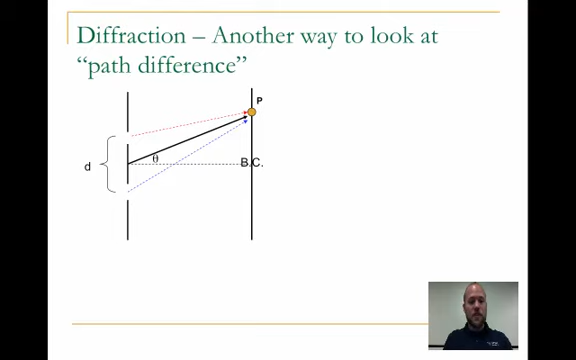 Diffraction – Another way to look at
“path difference”
P
θ
B.C.
d